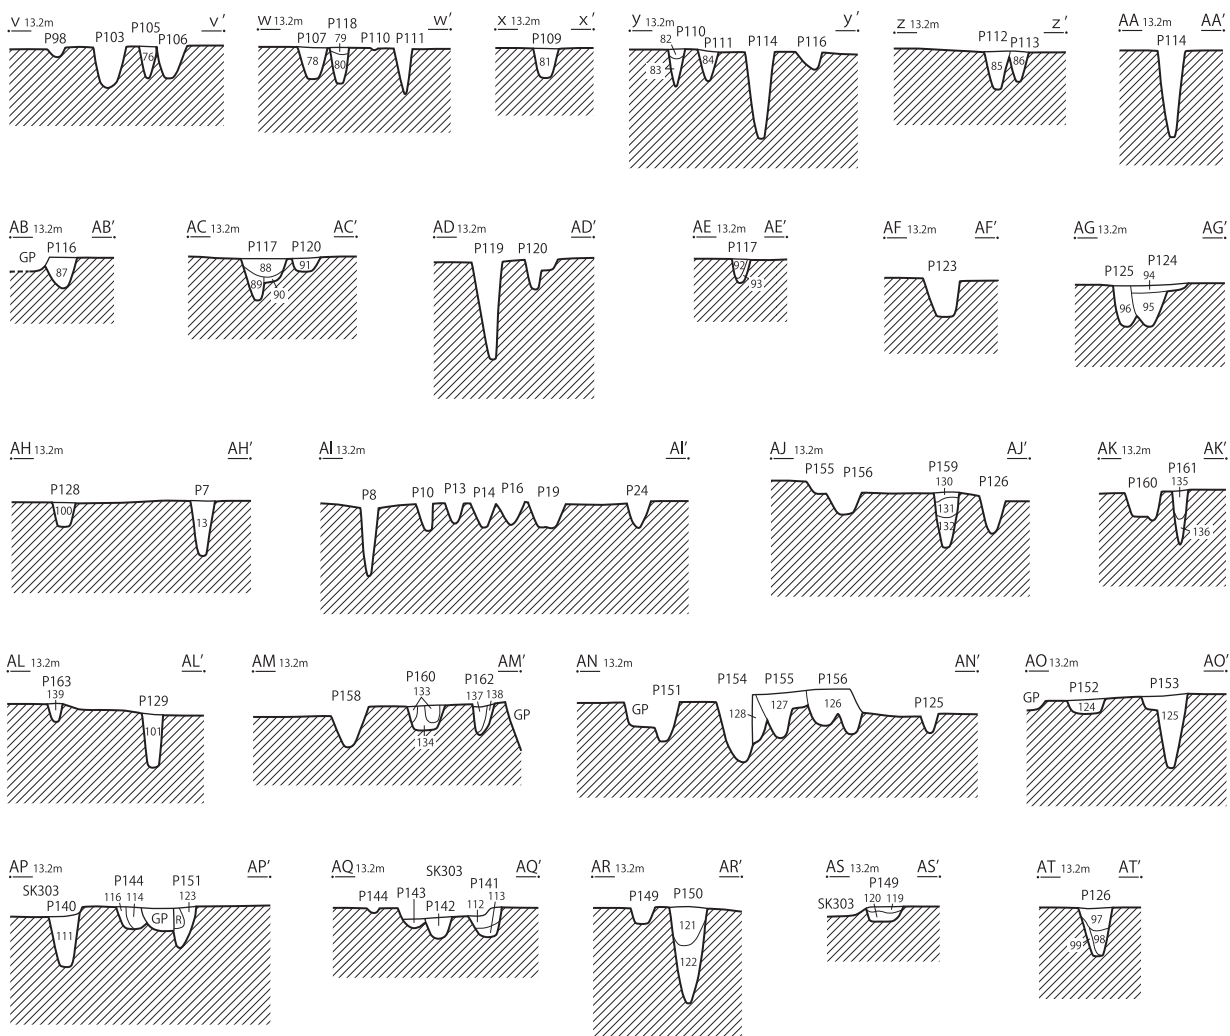 v 13.2m v′ w 13.2m w′ x 13.2m x′ y 13.2m y′ z 13.2m z′ AA 13.2m AA′
P98 P103 P105 P106 P107 P118 P110 P111 P109 P110 P111 P114 P116 P112 P113 P114
76 78 79 80 81 82 83 84 85 86
AB 13.2m AB′ AC 13.2m AC′ AD 13.2m AD′ AE 13.2m AE′ AF 13.2m AF′ AG 13.2m AG′
GP P116 P117 P120 P119 P120 P117 P123 P125 P124
87 88 89 90 91 92 93 94 95 96
AH 13.2m AH′ AI 13.2m AI′ AJ 13.2m AJ′ AK 13.2m AK′
P128 P7 P8 P10 P13 P14 P16 P19 P24 P155 P156 P159 P126 P160 P161
100 13 130 131 132 135 136
AL 13.2m AL′ AM 13.2m AM′ AN 13.2m AN′ AO 13.2m AO′
P163 P129 P158 P160 P162 GP GP P151 P154 P155 P156 P125 GP P152 P153
139 101 133 134 137 138 128 127 126 124 125
AP 13.2m AP′ AQ 13.2m AQ′ AR 13.2m AR′ AS 13.2m AS′ AT 13.2m AT′
SK303 P140 P144 GP P151 P144 P143 SK303 P142 P141 P149 P150 SK303 P149 P126
111 116 114 123 R 112 113 121 122 120 119 97 98 99